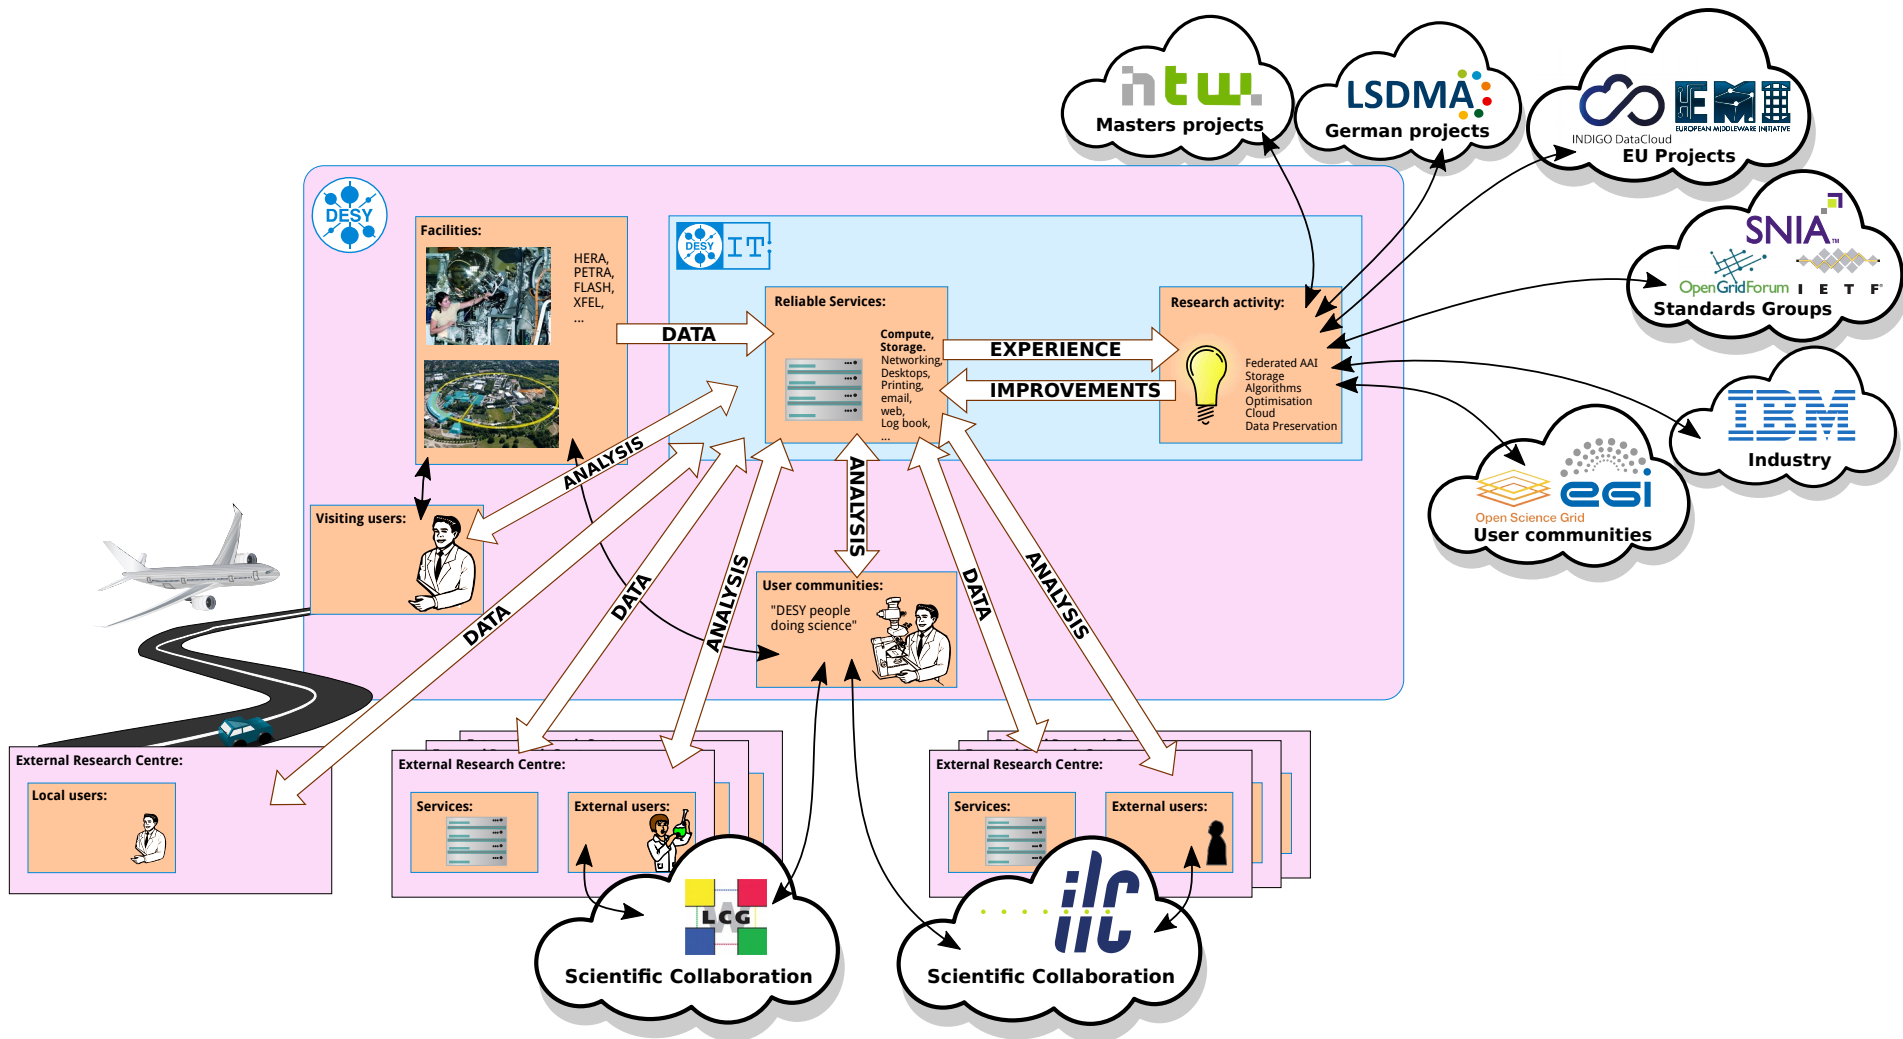 htw.
Masters projects
LSDMA
German projects
INDIGO DataCloud
EMI
EUROPEAN MIDDLEWARE INITIATIVE
EU Projects
SNIA™
OpenGridForum
I E T F®
Standards Groups
IBM
Industry
Open Science Grid
egi
User communities
DESY
Facilities:
HERA,
PETRA,
FLASH,
XFEL,
...
DESY
IT
DATA
Reliable Services:
Compute,
Storage.
Networking,
Desktops,
Printing,
email,
web,
Log book,
...
EXPERIENCE
IMPROVEMENTS
Research activity:
Federated AAI
Storage
Algorithms
Optimisation
Cloud
Data Preservation
Visiting users:
ANALYSIS
DATA
DATA
ANALYSIS
ANALYSIS
DATA
ANALYSIS
User communities:
"DESY people
doing science"
External Research Centre:
Local users:
External Research Centre:
Services:
External users:
LCG
W
Scientific Collaboration
External Research Centre:
Services:
External users:
ilc
Scientific Collaboration